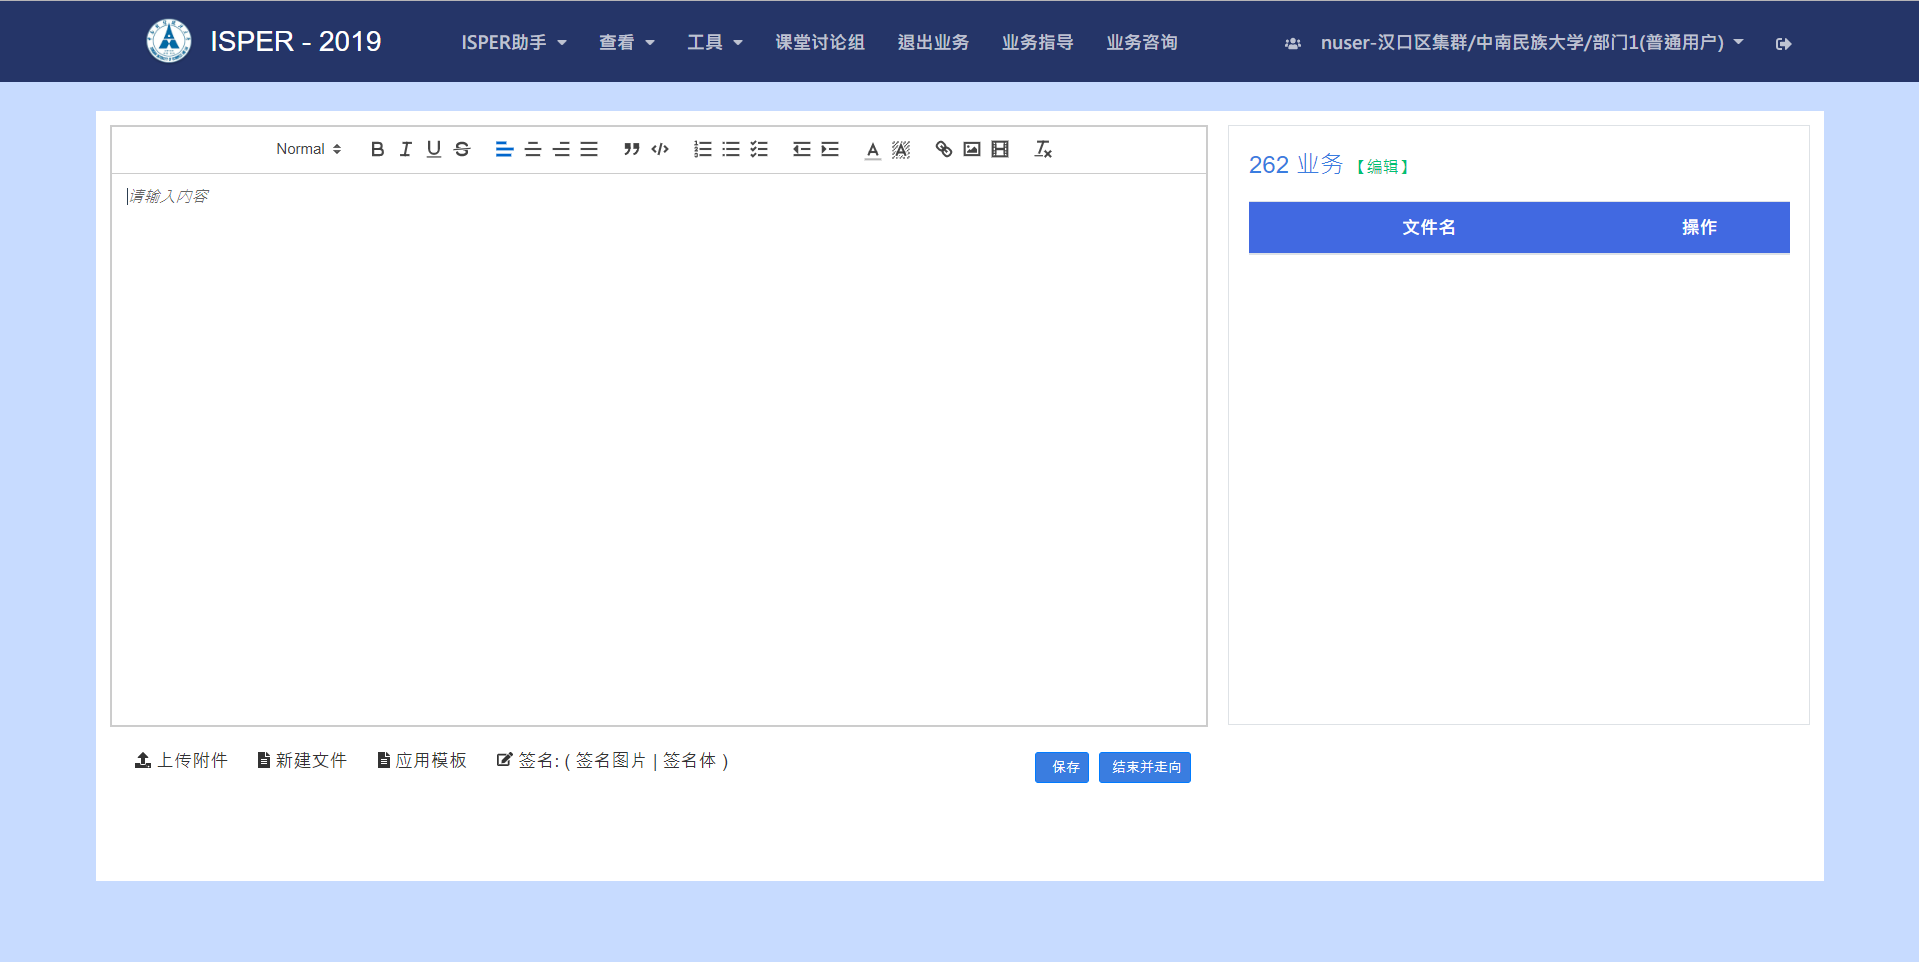 ISPER - 2019 ISPER助手 查看 工具 课堂讨论组 退出业务 业务指导 业务咨询 nuser-汉口区集群/中南民族大学/部门1(普通用户)
Normal
请输入内容
262 业务 【编辑】
文件名 操作
上传附件 新建文件 应用模板 签名: ( 签名图片 | 签名体 ) 保存 结束并走向